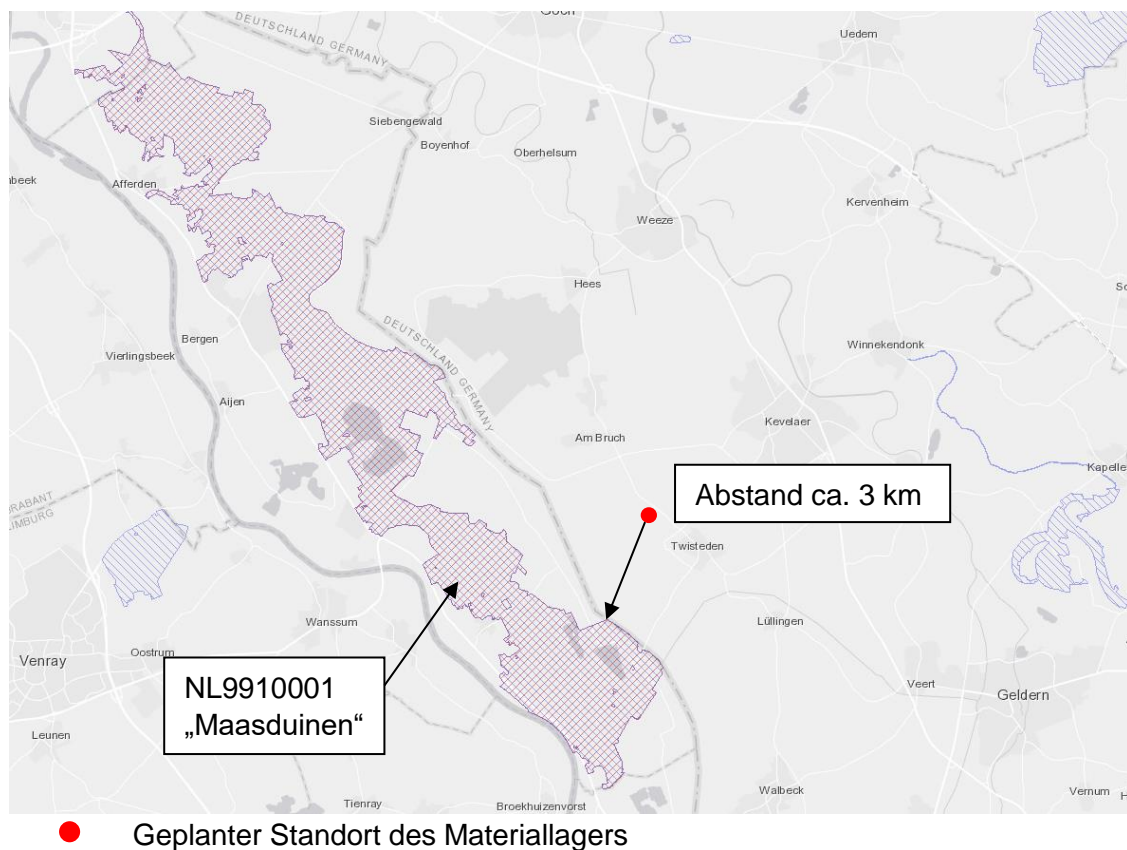 Goch
Uedem
DEUTSCHLAND GERMANY
Siebengewald
Boyenhof
Oberhelsum
Afferden
Kervenheim
Weeze
Hees
DEUTSCHLAND GERMANY
Bergen
Vierlingsbeek
Winnekendonk
Aijen
Kevelaer
Am Bruch
Kapelle
Abstand ca. 3 km
BRABANT
LIMBURG
Twisteden
Wanssum
Lüllingen
Oostrum
Venray
NL9910001
„Maasduinen“
Veert
Geldern
Leunen
Walbeck
Vernum
Tienray
Broekhuizenvorst
Geplanter Standort des Materiallagers